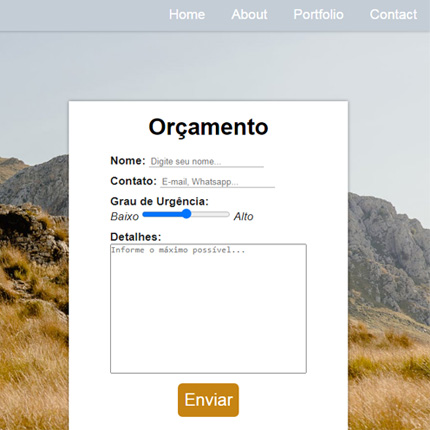 Home About Portfolio Contact
Orçamento
Nome: Digite seu nome...
Contato: E-mail, Whatsapp...
Grau de Urgência:
Baixo Alto
Detalhes:
Informe o máximo possível...
Enviar